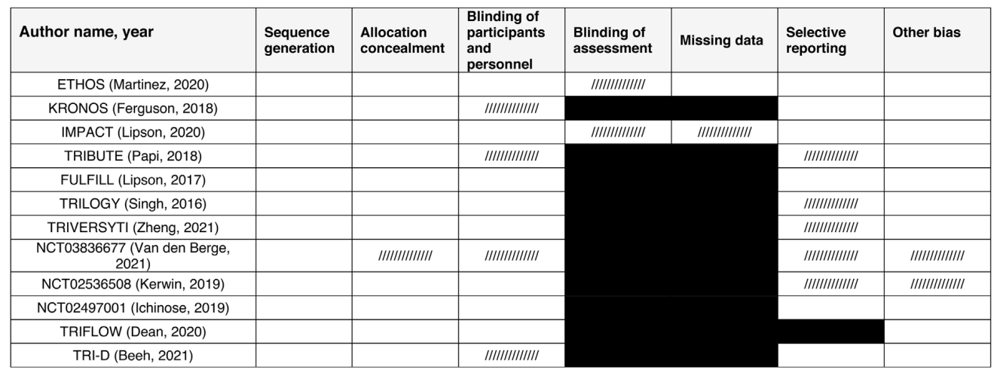 Author name, year
Sequence
generation
Allocation
concealment
Blinding of
participants
and
personnel
Blinding of
assessment
Missing data
Selective
reporting
Other bias
ETHOS (Martinez, 2020) //////////////
KRONOS (Ferguson, 2018) //////////////
IMPACT (Lipson, 2020) ////////////// //////////////
TRIBUTE (Papi, 2018) ////////////// //////////////
FULFILL (Lipson, 2017)
TRILOGY (Singh, 2016) //////////////
TRIVERSYTI (Zheng, 2021) //////////////
NCT03836677 (Van den Berge,
2021) ////////////// ////////////// ////////////// //////////////
NCT02536508 (Kerwin, 2019) ////////////// //////////////
NCT02497001 (Ichinose, 2019)
TRIFLOW (Dean, 2020)
TRI-D (Beeh, 2021) //////////////